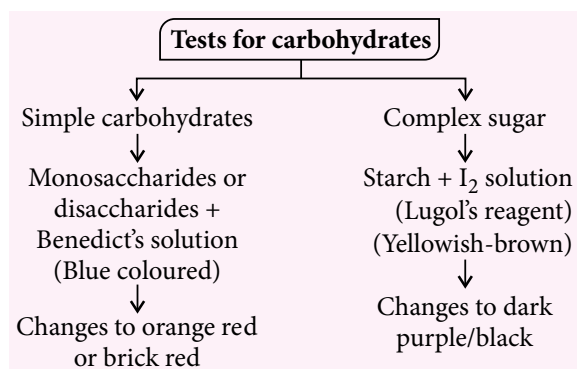 Tests for carbohydrates
Simple carbohydrates
Monosaccharides or
disaccharides +
Benedict's solution
(Blue coloured)
Changes to orange red
or brick red
Complex sugar
Starch + I₂ solution
(Lugol's reagent)
(Yellowish-brown)
Changes to dark
purple/black